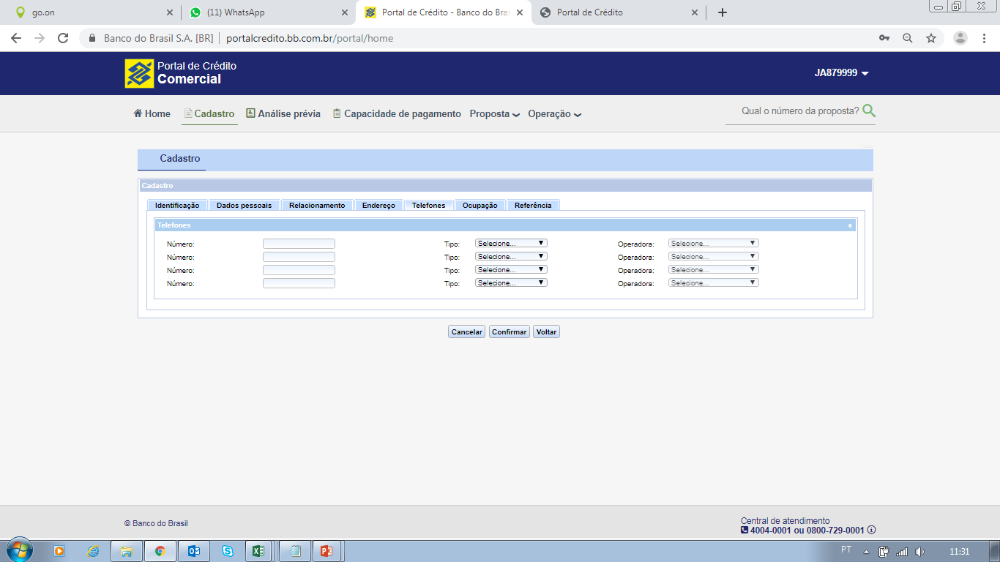 go.on
(11) WhatsApp
Portal de Crédito - Banco do Bras
Portal de Crédito
Banco do Brasil S.A. [BR] | portalcredito.bb.com.br/portal/home
Portal de Crédito
Comercial
JA879999
Home Cadastro Análise prévia Capacidade de pagamento Proposta Operação
Qual o número da proposta?
Cadastro
Cadastro
Identificação Dados pessoais Relacionamento Endereço Telefones Ocupação Referência
Telefones «
Número: Tipo: Selecione... Operadora: Selecione...
Número: Tipo: Selecione... Operadora: Selecione...
Número: Tipo: Selecione... Operadora: Selecione...
Número: Tipo: Selecione... Operadora: Selecione...
Cancelar Confirmar Voltar
© Banco do Brasil
Central de atendimento
4004-0001 ou 0800-729-0001
PT
11:31